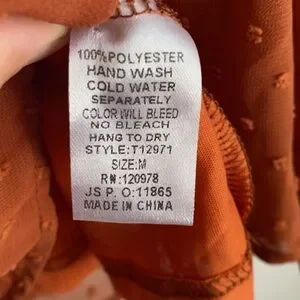 100%POLYESTER
HAND WASH
COLD WATER
SEPARATELY
COLOR WILL BLEED
NO BLEACH
HANG TO DRY
STYLE:T12971
SIZE:M
RN:120978
JS P. O:11865
MADE IN CHINA